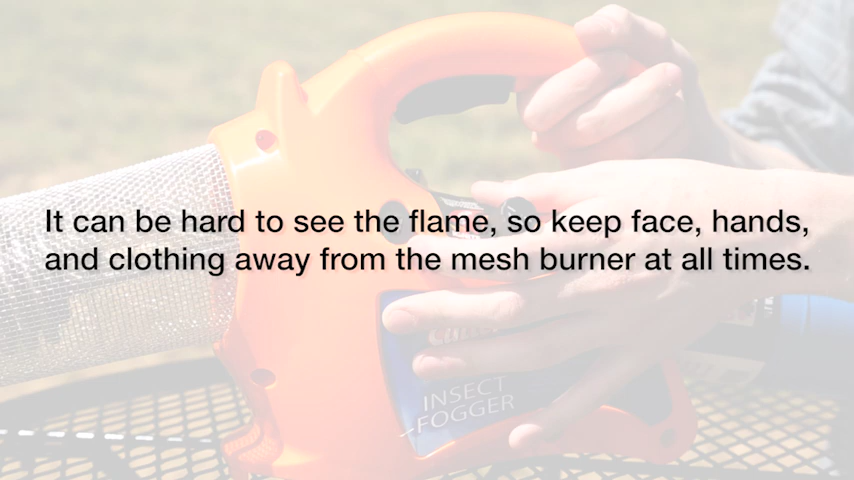 It can be hard to see the flame, so keep face, hands,
and clothing away from the mesh burner at all times.
INSECT
FOGGER